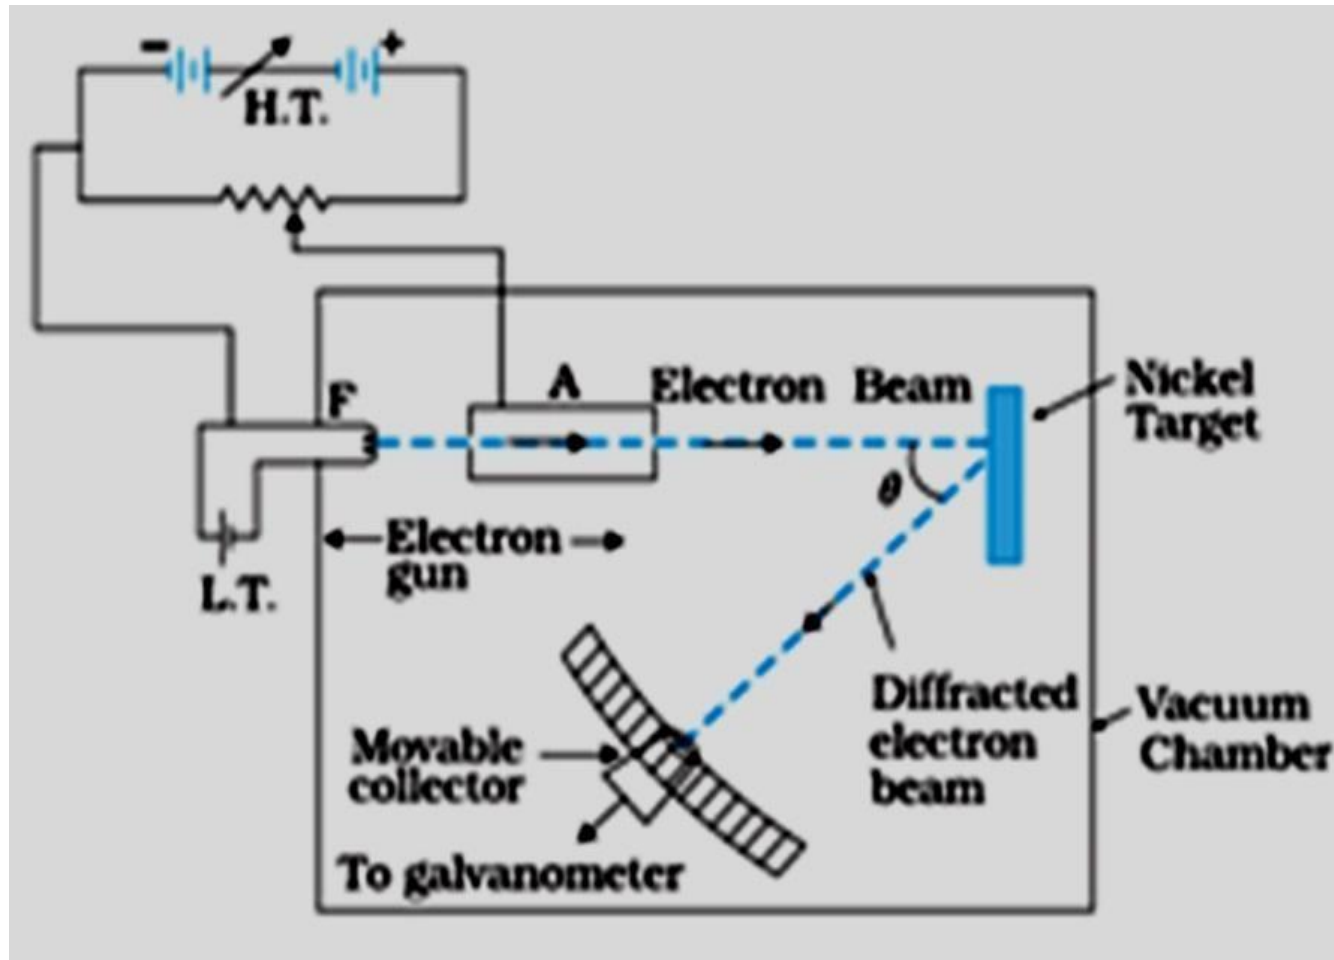 - +
H.T.
F
A
Electron Beam
Nickel
Target
θ
Electron
gun
L.T.
Diffracted
electron
beam
Vacuum
Chamber
Movable
collector
To galvanometer